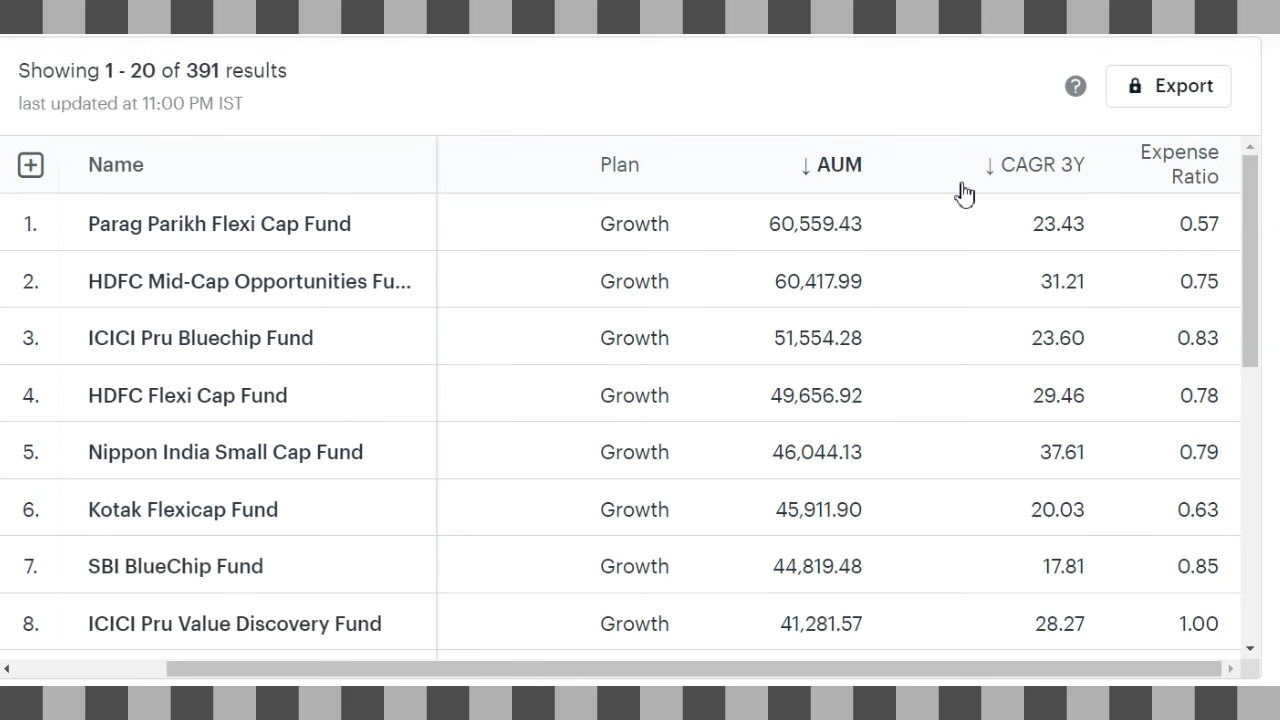 Showing 1 - 20 of 391 results
last updated at 11:00 PM IST
? Export
Name Plan ↓ AUM ↓ CAGR 3Y Expense Ratio
1. Parag Parikh Flexi Cap Fund Growth 60,559.43 23.43 0.57
2. HDFC Mid-Cap Opportunities Fu... Growth 60,417.99 31.21 0.75
3. ICICI Pru Bluechip Fund Growth 51,554.28 23.60 0.83
4. HDFC Flexi Cap Fund Growth 49,656.92 29.46 0.78
5. Nippon India Small Cap Fund Growth 46,044.13 37.61 0.79
6. Kotak Flexicap Fund Growth 45,911.90 20.03 0.63
7. SBI BlueChip Fund Growth 44,819.48 17.81 0.85
8. ICICI Pru Value Discovery Fund Growth 41,281.57 28.27 1.00